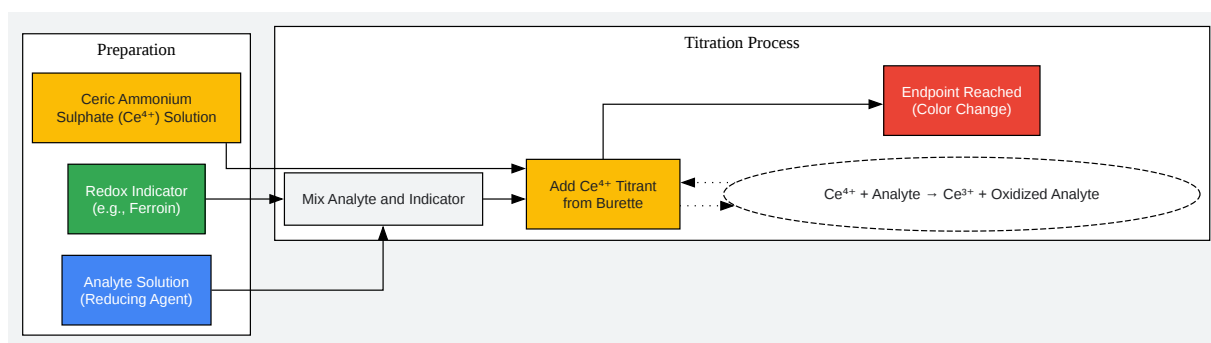 Preparation
Ceric Ammonium
Sulphate (Ce⁴⁺) Solution
Redox Indicator
(e.g., Ferroin)
Analyte Solution
(Reducing Agent)
Titration Process
Mix Analyte and Indicator
Add Ce⁴⁺ Titrant
from Burette
Endpoint Reached
(Color Change)
Ce⁴⁺ + Analyte → Ce³⁺ + Oxidized Analyte